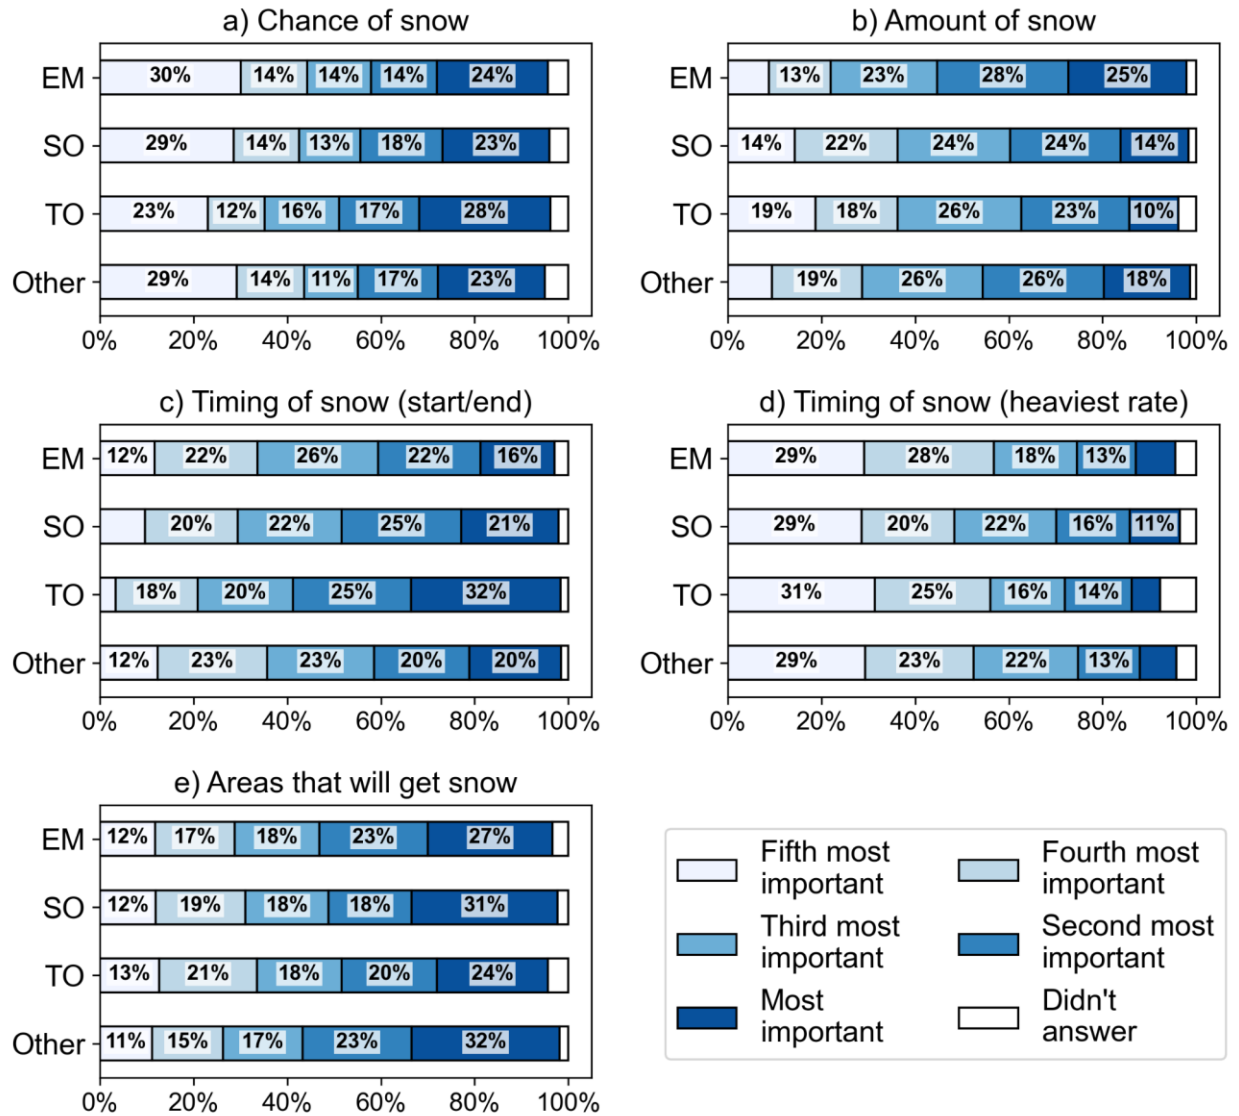 a) Chance of snow
EM 30% 14% 14% 14% 24%
SO 29% 14% 13% 18% 23%
TO 23% 12% 16% 17% 28%
Other 29% 14% 11% 17% 23%
0% 20% 40% 60% 80% 100%
b) Amount of snow
EM 13% 23% 28% 25%
SO 14% 22% 24% 24% 14%
TO 19% 18% 26% 23% 10%
Other 19% 26% 26% 18%
0% 20% 40% 60% 80% 100%
c) Timing of snow (start/end)
EM 12% 22% 26% 22% 16%
SO 20% 22% 25% 21%
TO 18% 20% 25% 32%
Other 12% 23% 23% 20% 20%
0% 20% 40% 60% 80% 100%
d) Timing of snow (heaviest rate)
EM 29% 28% 18% 13%
SO 29% 20% 22% 16% 11%
TO 31% 25% 16% 14%
Other 29% 23% 22% 13%
0% 20% 40% 60% 80% 100%
e) Areas that will get snow
EM 12% 17% 18% 23% 27%
SO 12% 19% 18% 18% 31%
TO 13% 21% 18% 20% 24%
Other 11% 15% 17% 23% 32%
0% 20% 40% 60% 80% 100%
Fifth most
important
Fourth most
important
Third most
important
Second most
important
Most
important
Didn't
answer